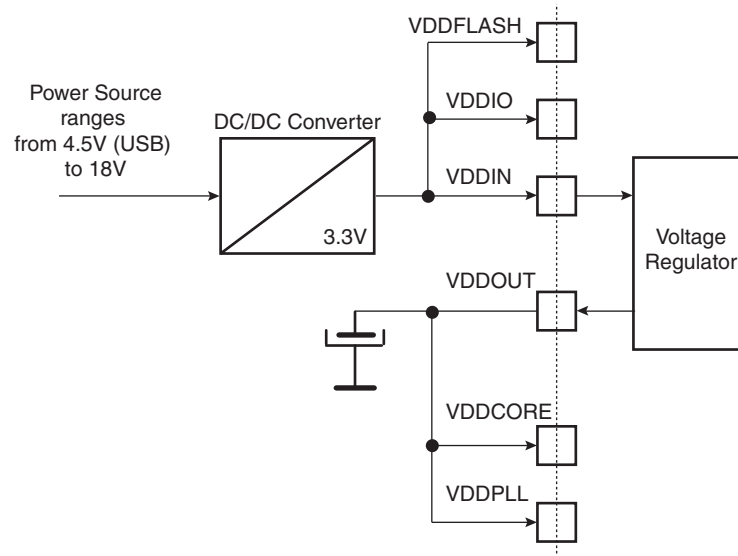 VDDFLASH
Power Source
ranges
from 4.5V (USB)
to 18V
DC/DC Converter
VDDIO
VDDIN
3.3V
Voltage
Regulator
VDDOUT
VDDCORE
VDDPLL